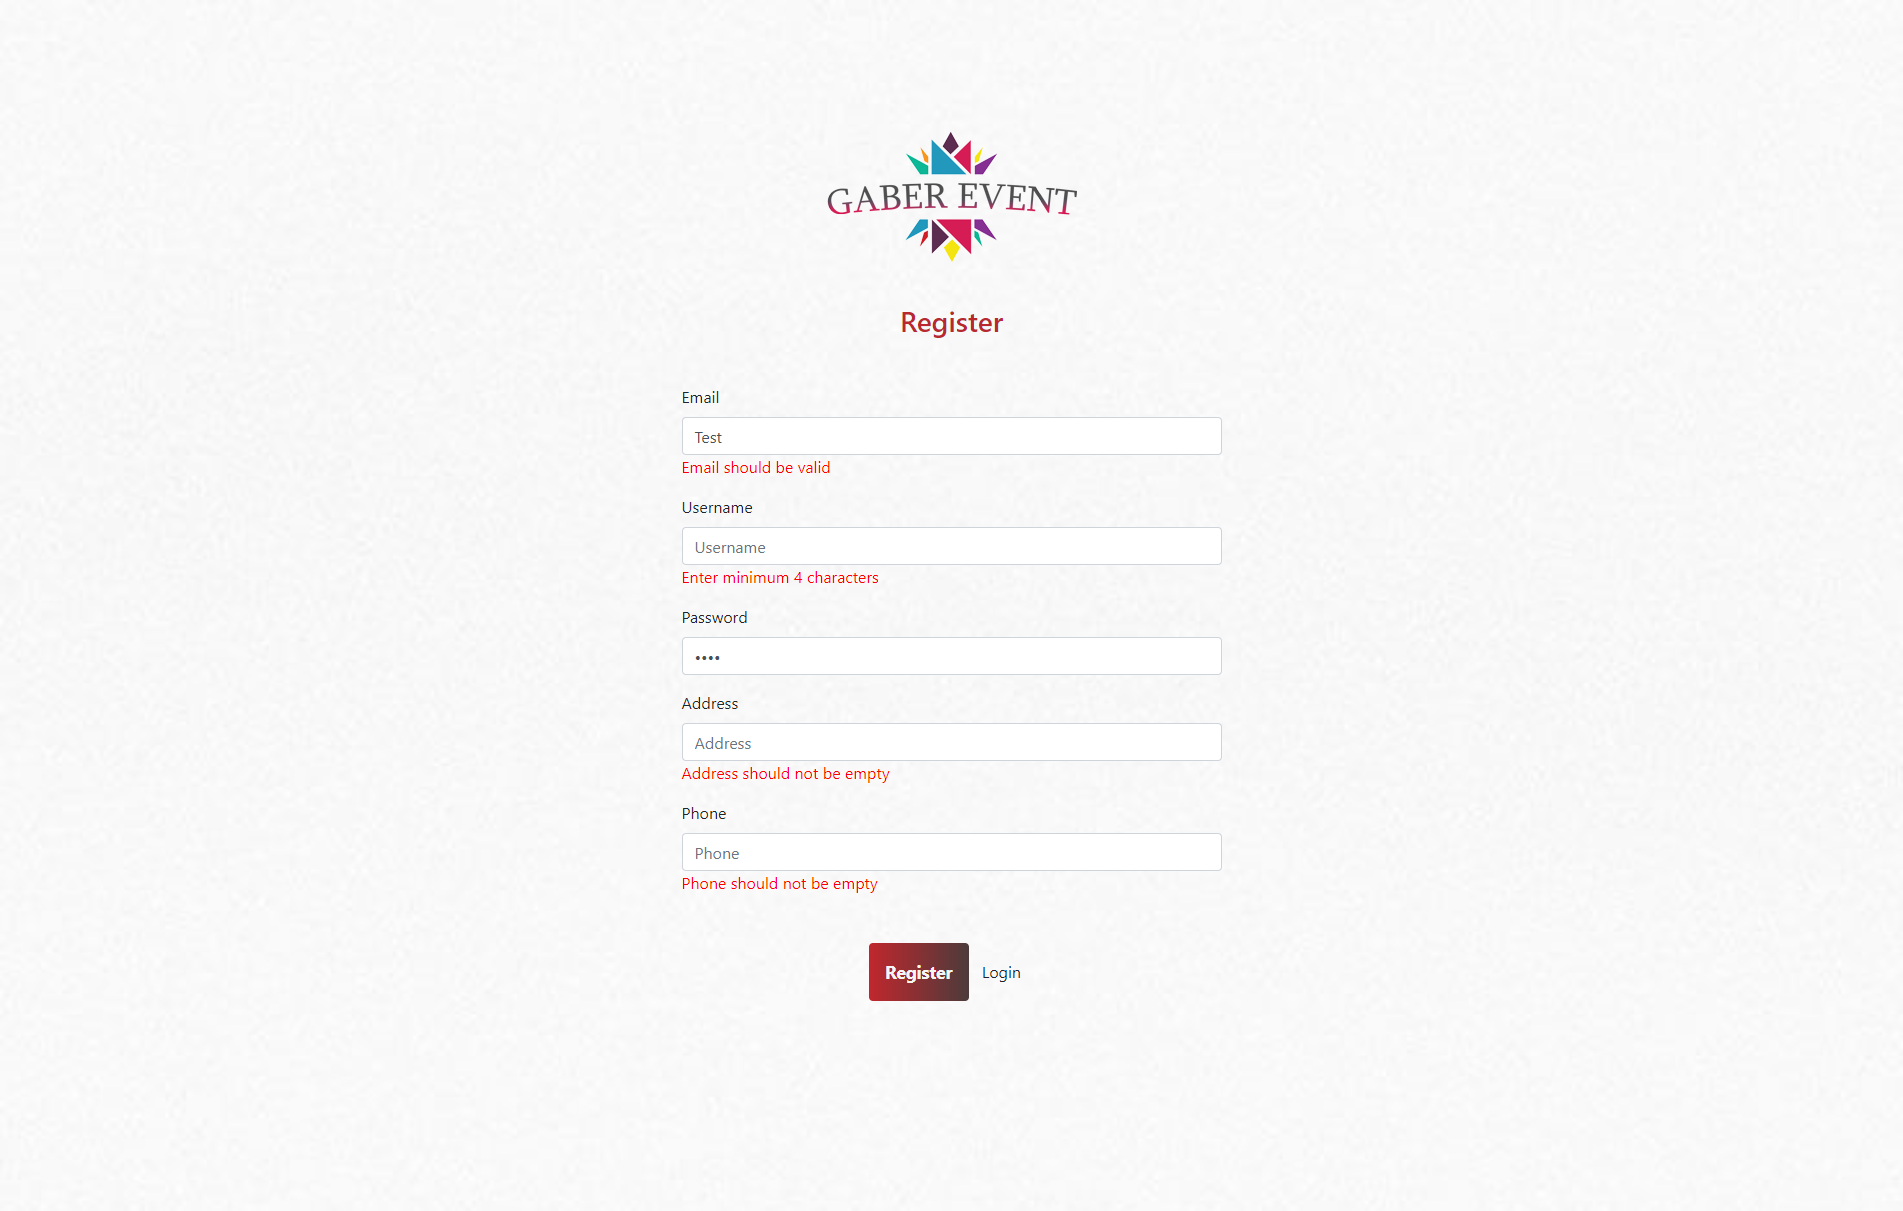 GABER EVENT
Register
Email
Test
Email should be valid
Username
Username
Enter minimum 4 characters
Password
••••
Address
Address
Address should not be empty
Phone
Phone
Phone should not be empty
Register Login